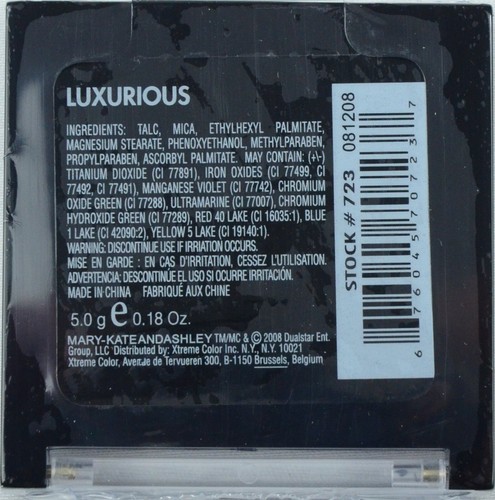 LUXURIOUS
INGREDIENTS: TALC, MICA, ETHYLHEXYL PALMITATE,
MAGNESIUM STEARATE, PHENOXYETHANOL, METHYLPARABEN,
PROPYLPARABEN, ASCORBYL PALMITATE. MAY CONTAIN: (+\-)
TITANIUM DIOXIDE (CI 77891), IRON OXIDES (CI 77499, CI
77492, CI 77491), MANGANESE VIOLET (CI 77742), CHROMIUM
OXIDE GREEN (CI 77288), ULTRAMARINE (CI 77007), CHROMIUM
HYDROXIDE GREEN (CI 77289), RED 40 LAKE (CI 16035:1), BLUE
1 LAKE (CI 42090:2), YELLOW 5 LAKE (CI 19140:1).
WARNING: DISCONTINUE USE IF IRRIATION OCCURS.
MISE EN GARDE : EN CAS D'IRRITATION, CESSEZ L'UTILISATION.
ADVERTENCIA: DESCONTINÚE EL USO SI OCURRE IRRITACIÓN.
MADE IN CHINA FABRIQUÉ AUX CHINE
5.0 g e 0.18 Oz.
MARY-KATEANDASHLEY TM/MC & © 2008 Dualstar Ent.
Group, LLC Distributed by: Xtreme Color Inc. N.Y., N.Y. 10021
Xtreme Color, Avenue de Tervueren 300, B-1150 Brussels, Belgium
STOCK # 723 081208
6 76045 70723 7